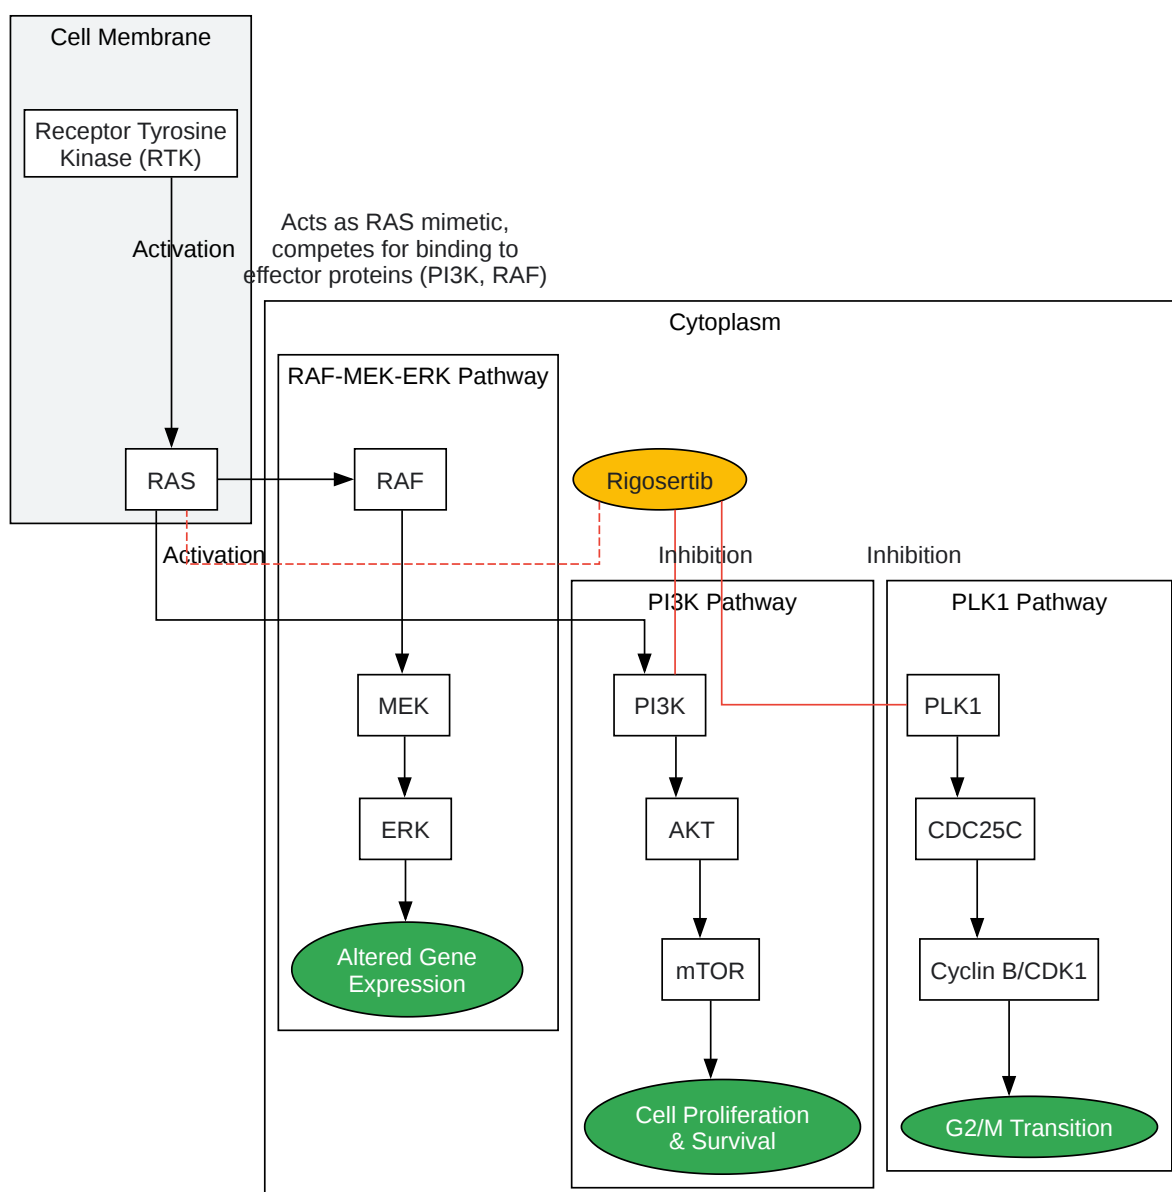 Cell Membrane
Receptor Tyrosine
Kinase (RTK)
Activation
Acts as RAS mimetic,
competes for binding to
effector proteins (PI3K, RAF)
Cytoplasm
RAF-MEK-ERK Pathway
RAS
RAF
Rigosertib
Activation
Inhibition
Inhibition
PI3K Pathway
PLK1 Pathway
MEK
PI3K
PLK1
ERK
AKT
CDC25C
Altered Gene
Expression
mTOR
Cyclin B/CDK1
Cell Proliferation
& Survival
G2/M Transition